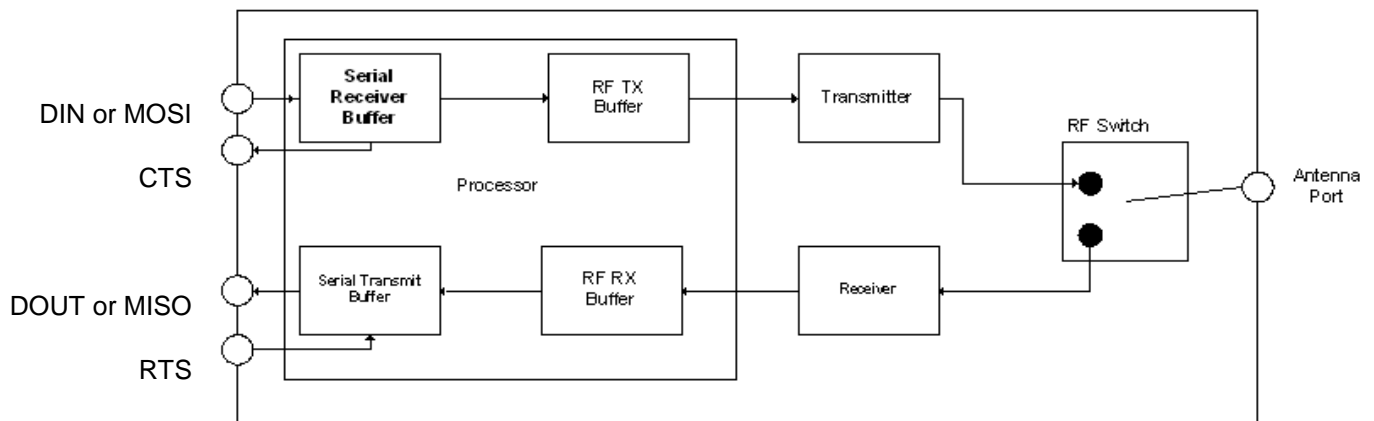 DIN or MOSI
CTS
DOUT or MISO
RTS
Serial
Receiver
Buffer
RF TX
Buffer
Transmitter
RF Switch
Antenna
Port
Processor
Serial Transmit
Buffer
RF RX
Buffer
Receiver